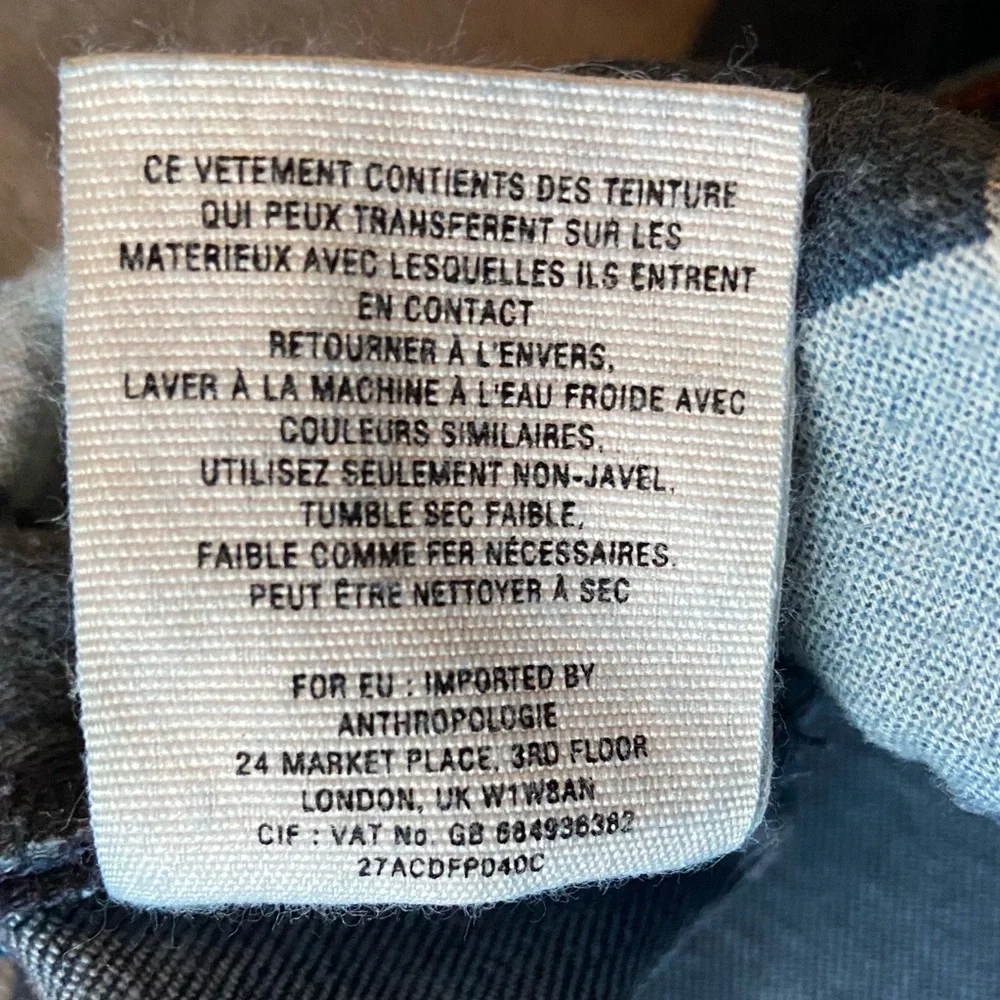 CE VETEMENT CONTIENTS DES TEINTURE
QUI PEUX TRANSFERENT SUR LES
MATERIEUX AVEC LESQUELLES ILS ENTRENT
EN CONTACT
RETOURNER À L'ENVERS,
LAVER À LA MACHINE À L'EAU FROIDE AVEC
COULEURS SIMILAIRES,
UTILISEZ SEULEMENT NON-JAVEL,
TUMBLE SEC FAIBLE,
FAIBLE COMME FER NÉCESSAIRES.
PEUT ÊTRE NETTOYER À SEC
FOR EU : IMPORTED BY
ANTHROPOLOGIE
24 MARKET PLACE, 3RD FLOOR
LONDON, UK W1W8AN
CIF : VAT No. GB 684936382
27ACDFPD40C